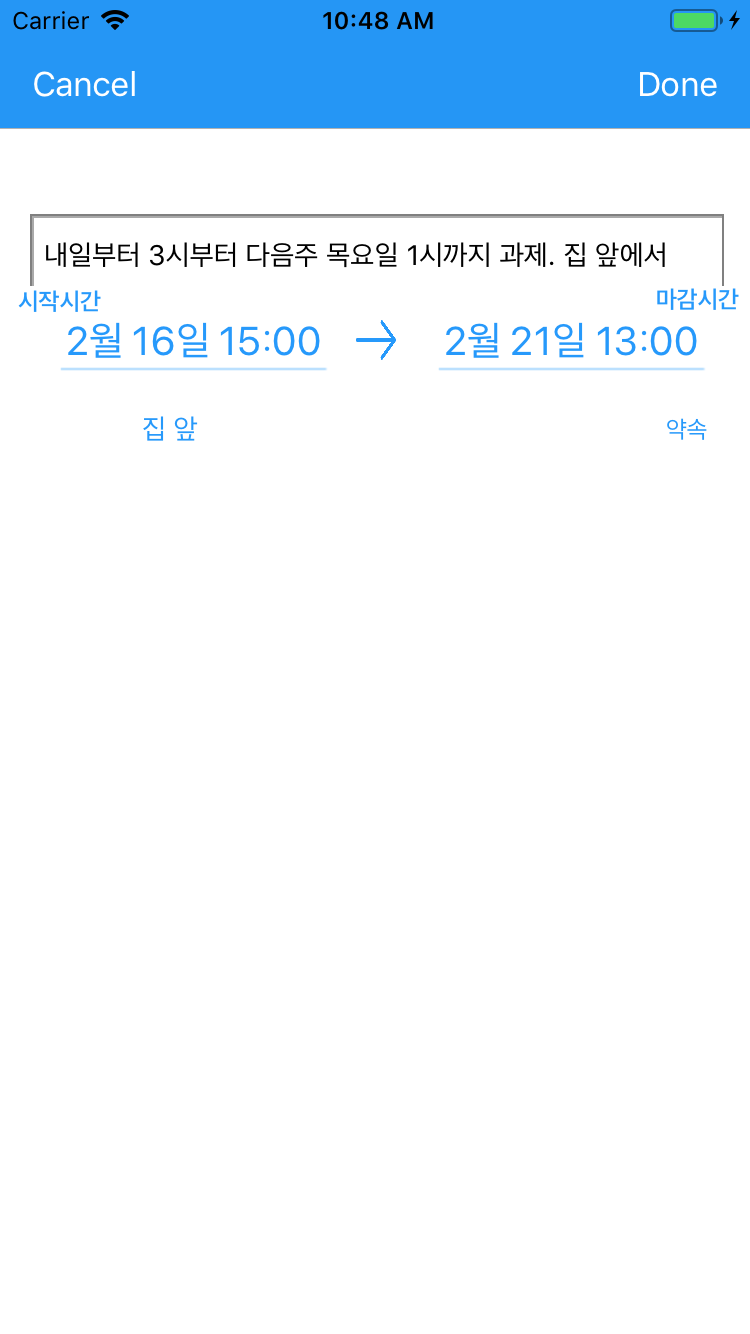 Carrier 10:48 AM
Cancel Done
내일부터 3시부터 다음주 목요일 1시까지 과제. 집 앞에서
시작시간 마감시간
2월 16일 15:00 → 2월 21일 13:00
집 앞 약속